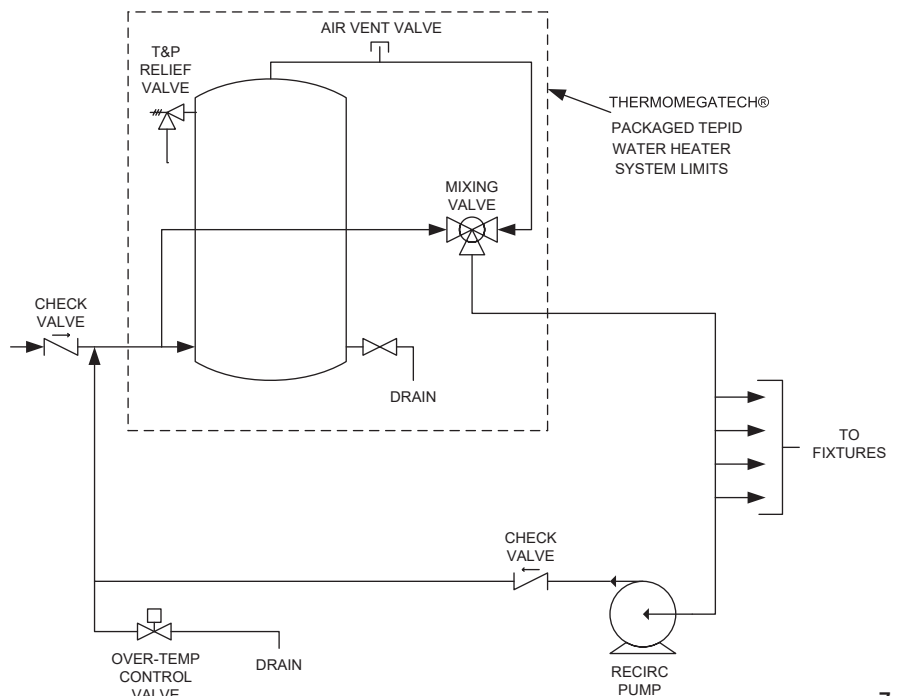 AIR VENT VALVE
T&P
RELIEF
VALVE
THERMOMEGATECH®
PACKAGED TEPID
WATER HEATER
SYSTEM LIMITS
MIXING
VALVE
CHECK
VALVE
DRAIN
TO
FIXTURES
CHECK
VALVE
OVER-TEMP
CONTROL
VALVE
DRAIN
RECIRC
PUMP
7